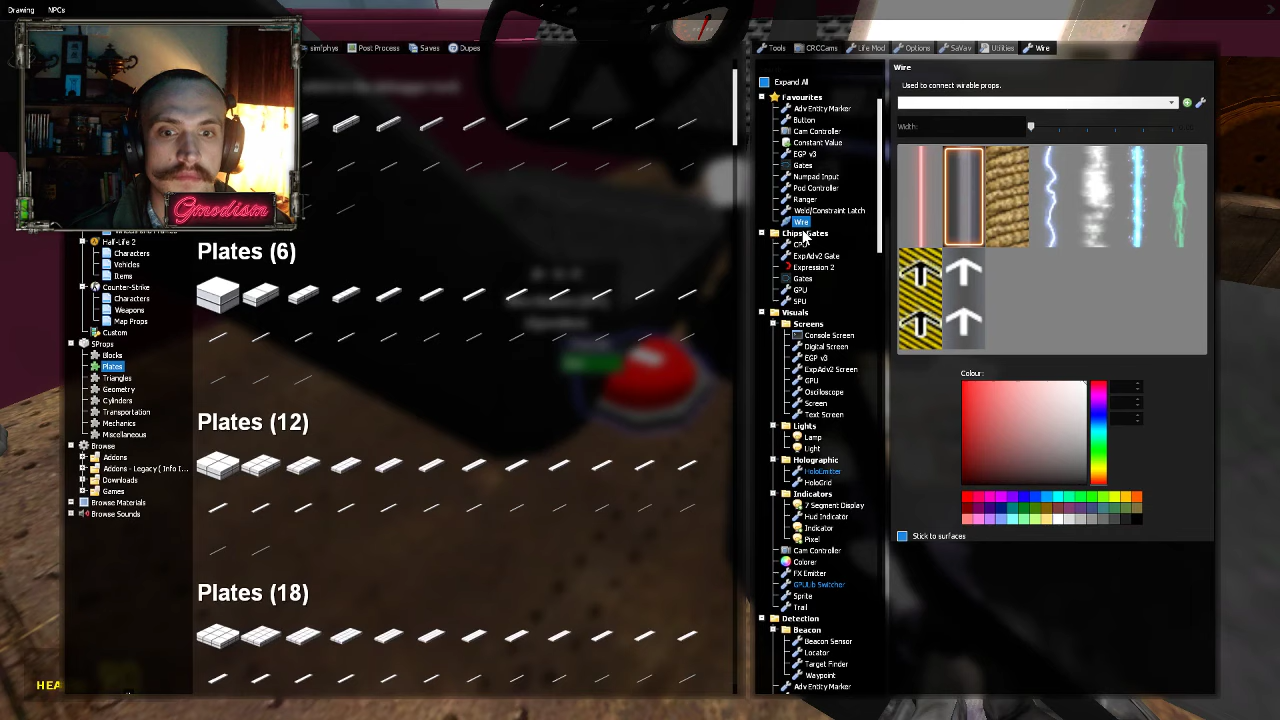 Drawing NPCs
simfphys Post Process Saves Dupes
Gmodism
Half-Life 2
Characters
Vehicles
Items
Counter-Strike
Characters
Weapons
Map Props
Custom
SProps
Blocks
Plates
Triangles
Geometry
Cylinders
Transportation
Mechanics
Miscellaneous
Browse
Addons
Addons - Legacy ( Info I...
Downloads
Games
Browse Materials
Browse Sounds
HEA
Plates (6)
Plates (12)
Plates (18)
Tools CRCCams Life Mod Options SaVav Utilities Wire
Expand All
Favourites
Adv Entity Marker
Button
Cam Controller
Constant Value
EGP v3
Gates
Numpad Input
Pod Controller
Ranger
Weld/Constraint Latch
Wire
Chips, Gates
CPU
ExpAdv2 Gate
Expression 2
Gates
GPU
SPU
Visuals
Screens
Console Screen
Digital Screen
EGP v3
ExpAdv2 Screen
GPU
Oscilloscope
Screen
Text Screen
Lights
Lamp
Light
Holographic
HoloEmitter
HoloGrid
Indicators
7 Segment Display
Hud Indicator
Indicator
Pixel
Cam Controller
Colorer
FX Emitter
GPULib Switcher
Sprite
Trail
Detection
Beacon
Beacon Sensor
Locator
Target Finder
Waypoint
Adv Entity Marker
Wire
Used to connect wirable props.
Width:
Colour:
Stick to surfaces